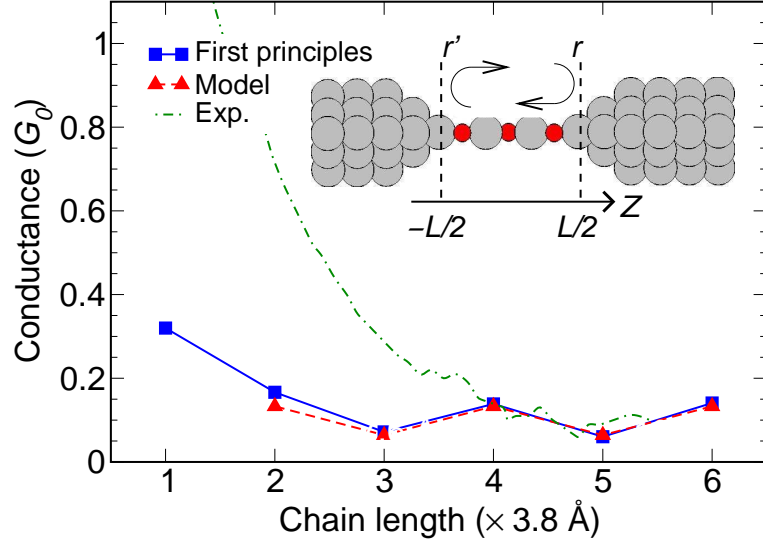 1
0.8
0.6
0.4
0.2
0
Conductance (G0)
First principles
Model
Exp.
r' r
−L/2 L/2 Z
1 2 3 4 5 6
Chain length (× 3.8 Å)